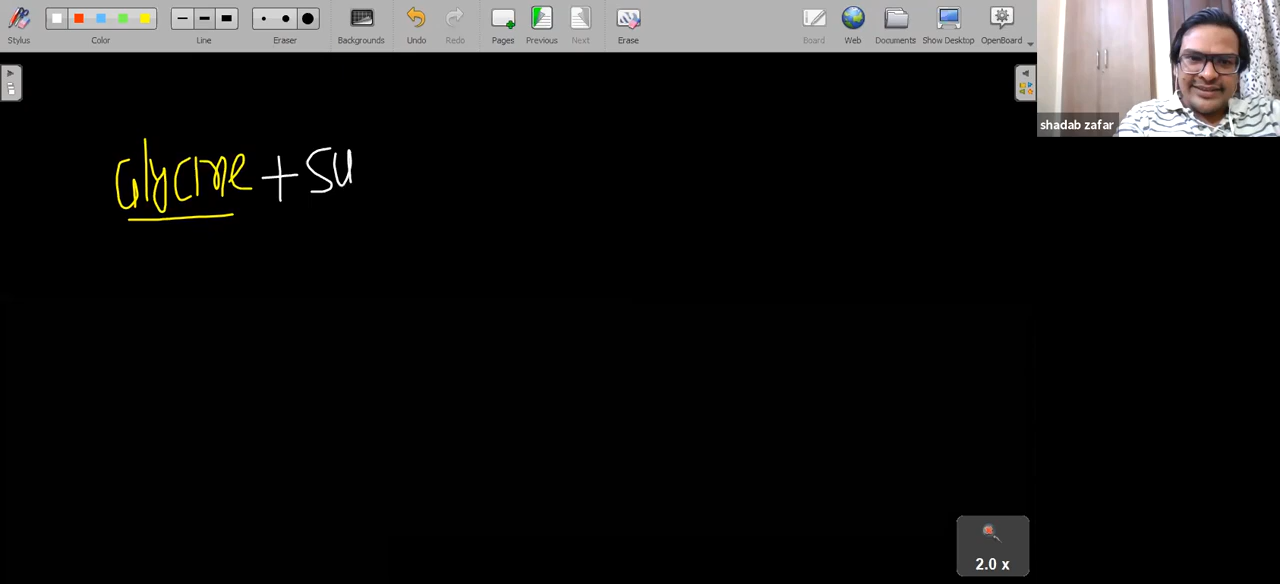 Stylus Color Line Eraser Backgrounds Undo Redo Pages Previous Next Erase Board Web Documents Show Desktop OpenBoard
shadab zafar
Glycine + Su
2.0 x